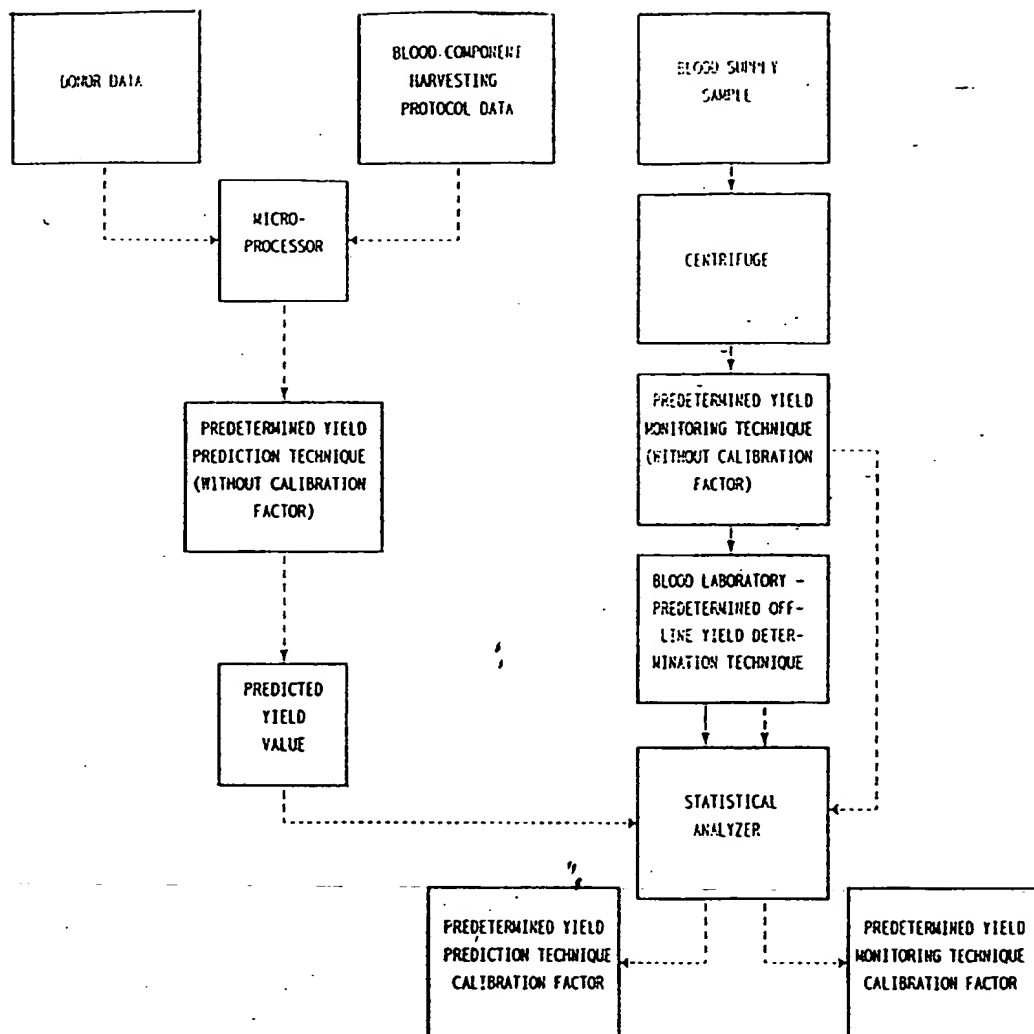 DONOR DATA
BLOOD-COMPONENT
HARVESTING
PROTOCOL DATA
BLOOD SUPPLY
SAMPLE
MICRO-
PROCESSOR
CENTRIFUGE
PREDETERMINED YIELD
PREDICTION TECHNIQUE
(WITHOUT CALIBRATION
FACTOR)
PREDETERMINED YIELD
MONITORING TECHNIQUE
(WITHOUT CALIBRATION
FACTOR)
BLOOD LABORATORY -
PREDETERMINED OFF-
LINE YIELD DETER-
MINATION TECHNIQUE
PREDICTED
YIELD
VALUE
STATISTICAL
ANALYZER
PREDETERMINED YIELD
PREDICTION TECHNIQUE
CALIBRATION FACTOR
PREDETERMINED YIELD
MONITORING TECHNIQUE
CALIBRATION FACTOR